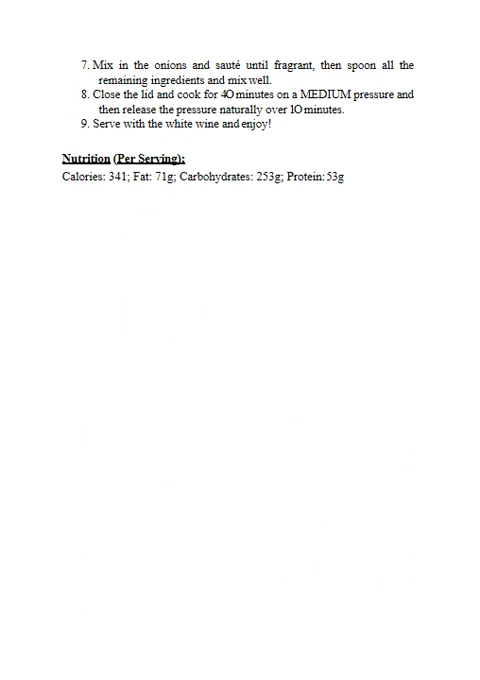 7. Mix in the onions and sauté until fragrant, then spoon all the
remaining ingredients and mix well.
8. Close the lid and cook for 40 minutes on a MEDIUM pressure and
then release the pressure naturally over 10 minutes.
9. Serve with the white wine and enjoy!
Nutrition (Per Serving):
Calories: 341; Fat: 71g; Carbohydrates: 253g; Protein: 53g